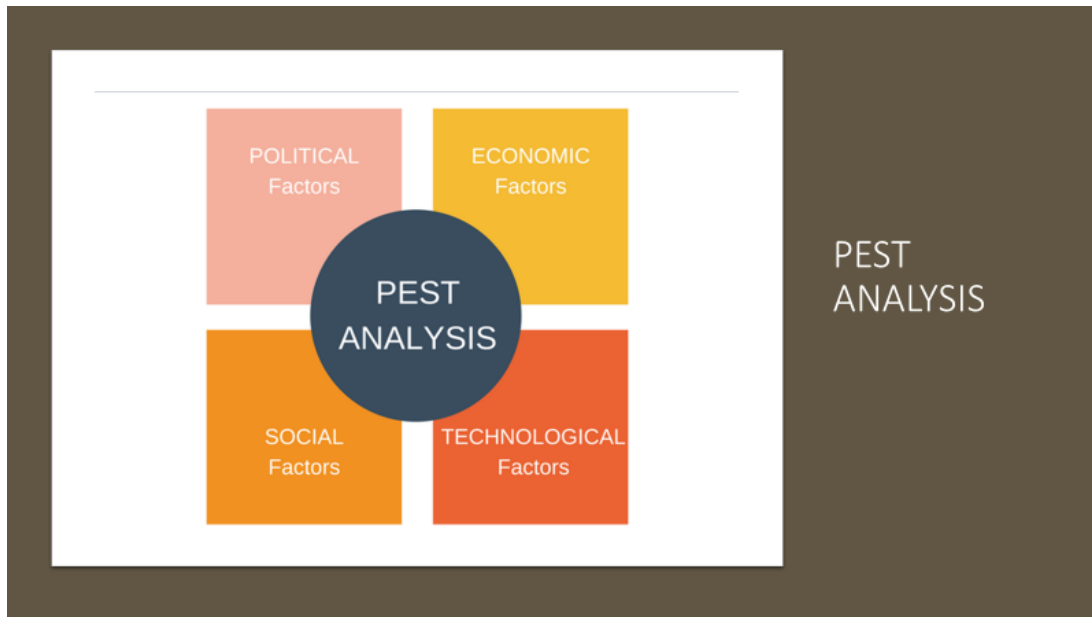 POLITICAL
Factors
ECONOMIC
Factors
PEST
ANALYSIS
SOCIAL
Factors
TECHNOLOGICAL
Factors
PEST
ANALYSIS